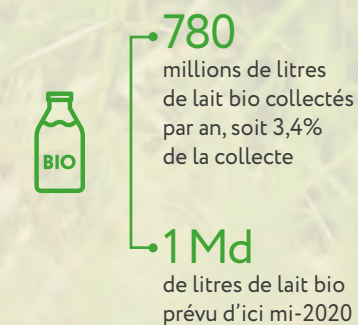 780
millions de litres
de lait bio collectés
par an, soit 3,4%
de la collecte
BIO
1 Md
de litres de lait bio
prévu d'ici mi-2020